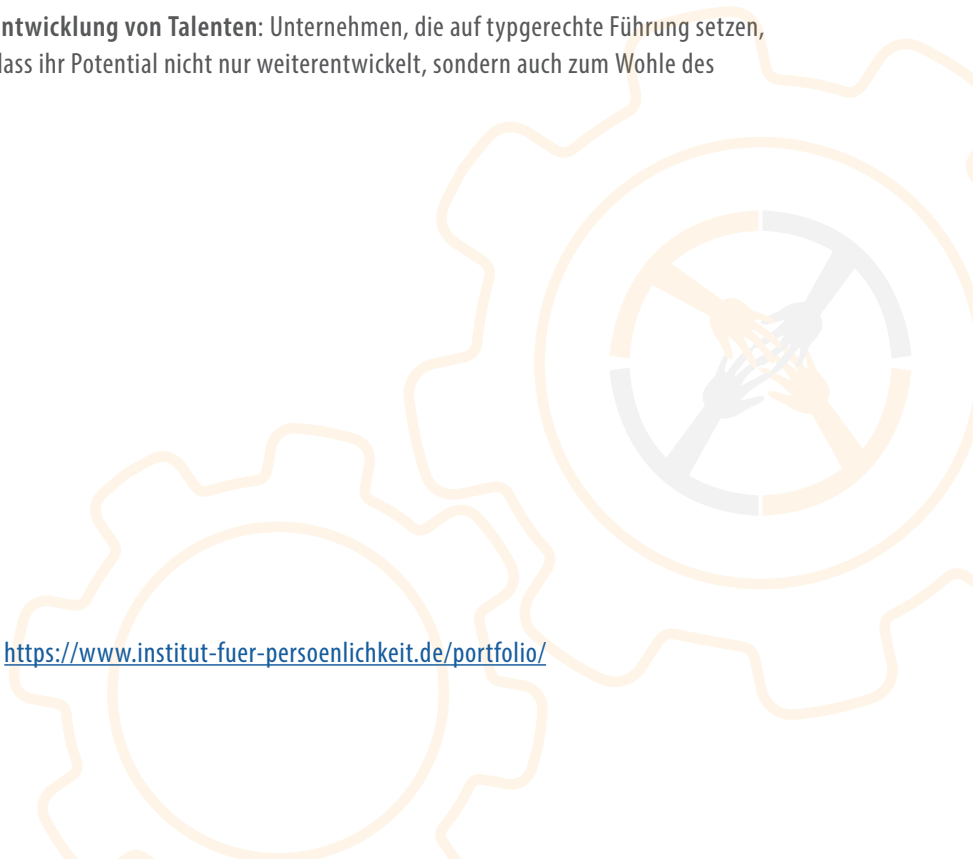 ntwicklung von Talenten: Unternehmen, die auf typgerechte Führung setzen,
lass ihr Potential nicht nur weiterentwickelt, sondern auch zum Wohle des
https://www.institut-fuer-persoenlichkeit.de/portfolio/